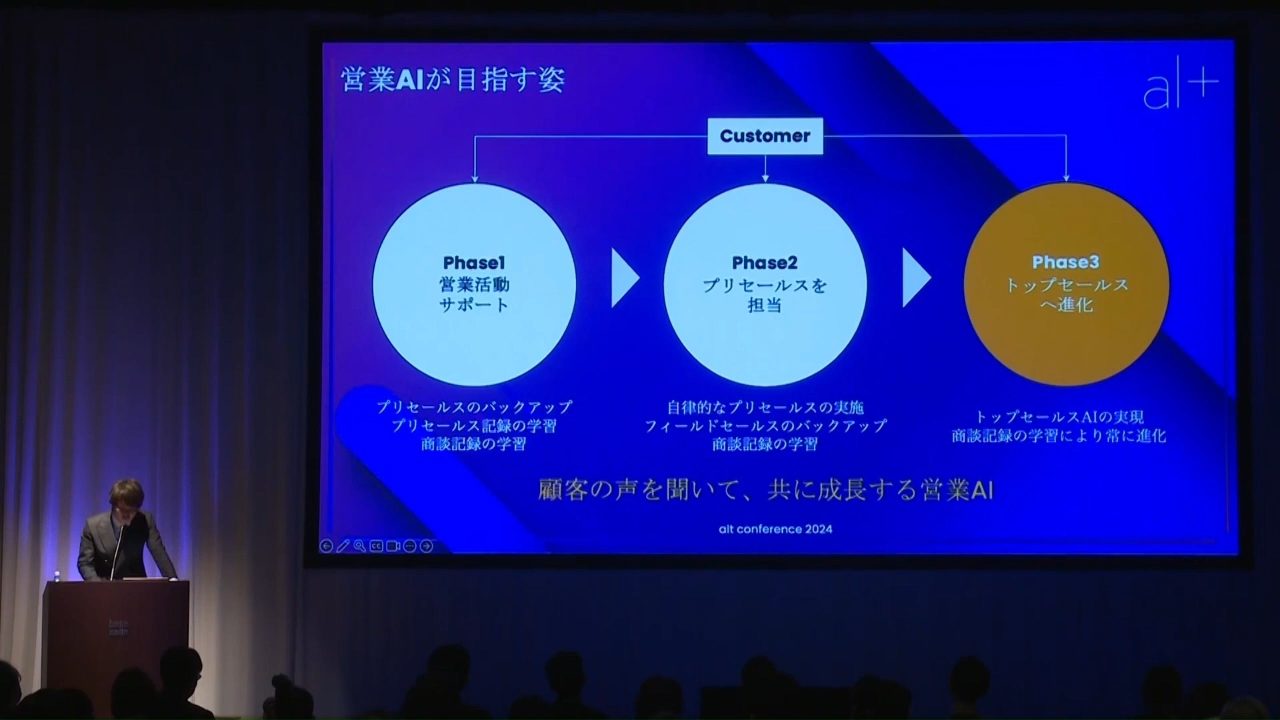 営業AIが目指す姿
al+
Customer
Phase1
営業活動
サポート
Phase2
プリセールスを
担当
Phase3
トップセールス
へ進化
プリセールスのバックアップ
プリセールス記録の学習
商談記録の学習
自律的なプリセールスの実施
フィールドセールスのバックアップ
商談記録の学習
トップセールスAIの実現
商談記録の学習により常に進化
顧客の声を聞いて、共に成長する営業AI
alt conference 2024